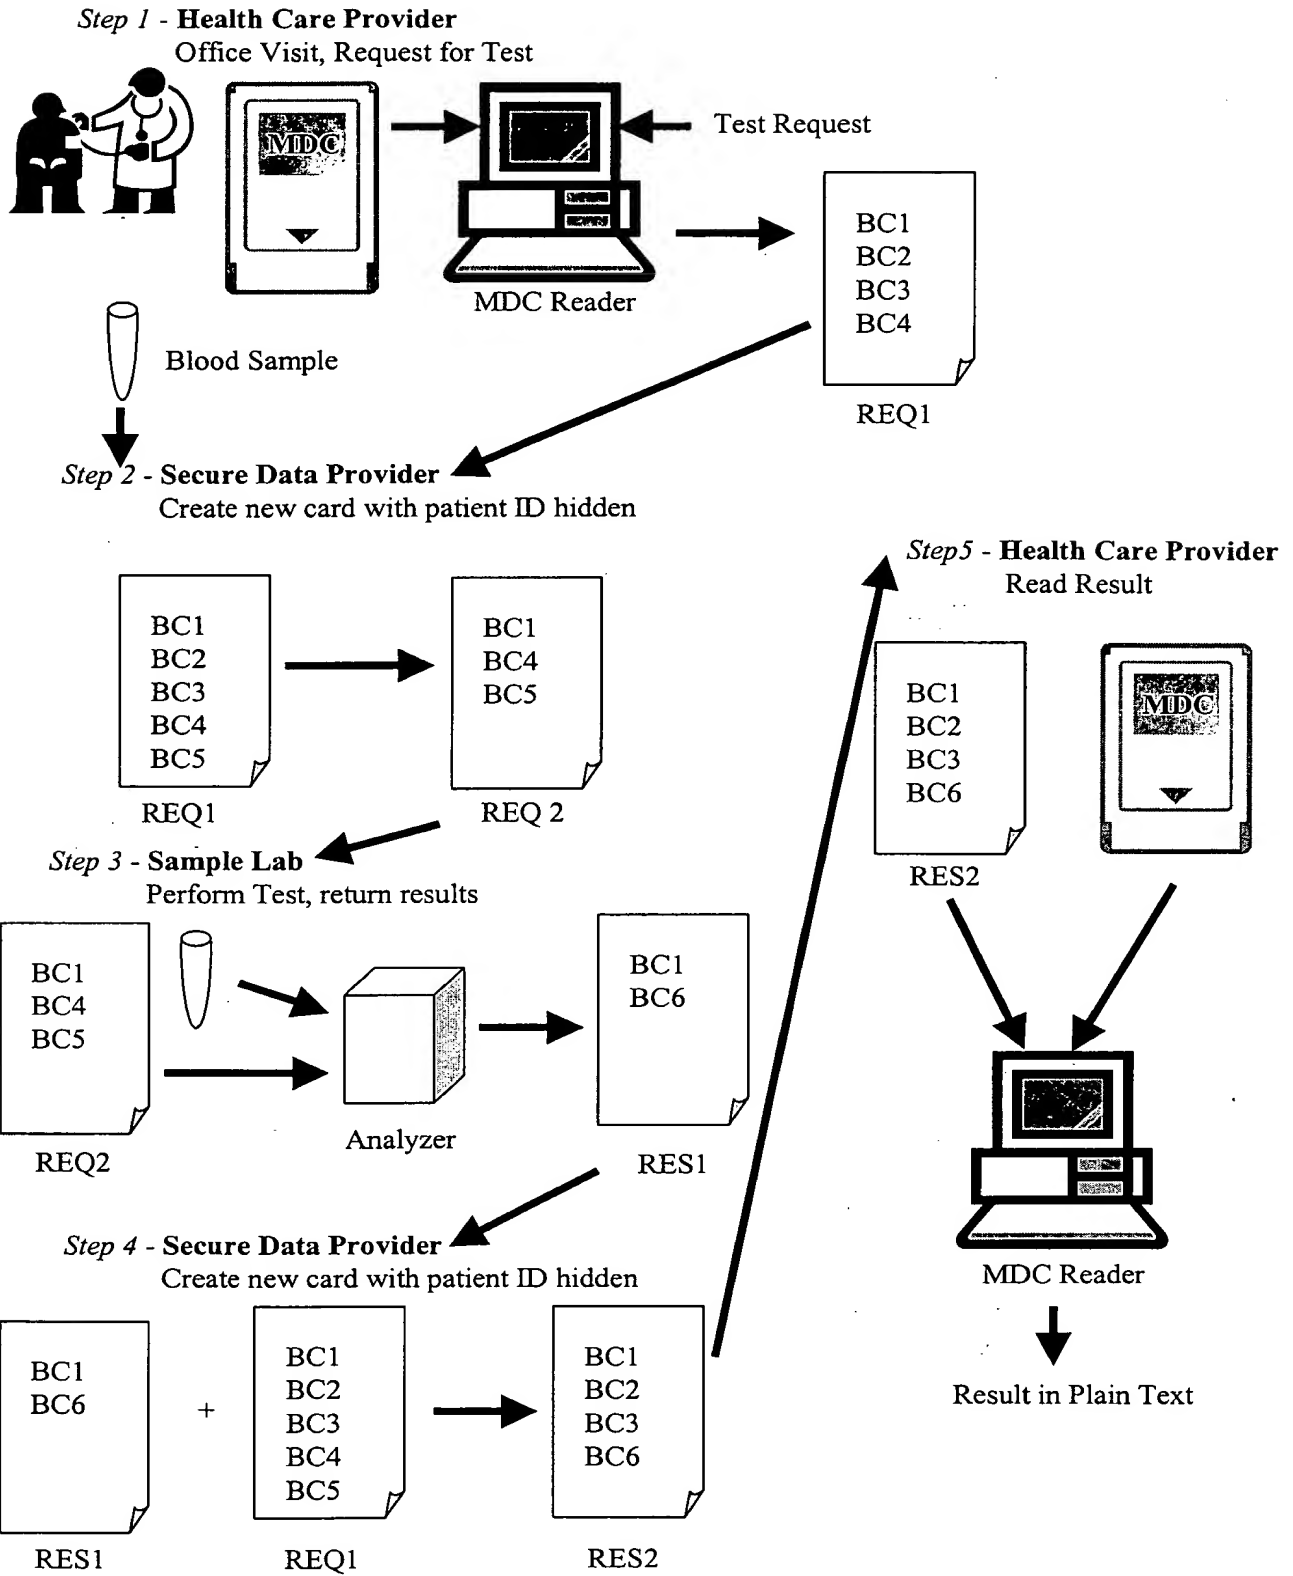 Step 1 - Health Care Provider
Office Visit, Request for Test
MDC
Test Request
MDC Reader
BC1
BC2
BC3
BC4
REQ1
Blood Sample
Step 2 - Secure Data Provider
Create new card with patient ID hidden
BC1
BC2
BC3
BC4
BC5
REQ1
BC1
BC4
BC5
REQ 2
Step 3 - Sample Lab
Perform Test, return results
BC1
BC4
BC5
REQ2
Analyzer
BC1
BC6
RES1
Step 4 - Secure Data Provider
Create new card with patient ID hidden
BC1
BC6
RES1
+
BC1
BC2
BC3
BC4
BC5
REQ1
BC1
BC2
BC3
BC6
RES2
Step5 - Health Care Provider
Read Result
BC1
BC2
BC3
BC6
RES2
MDC
MDC Reader
Result in Plain Text